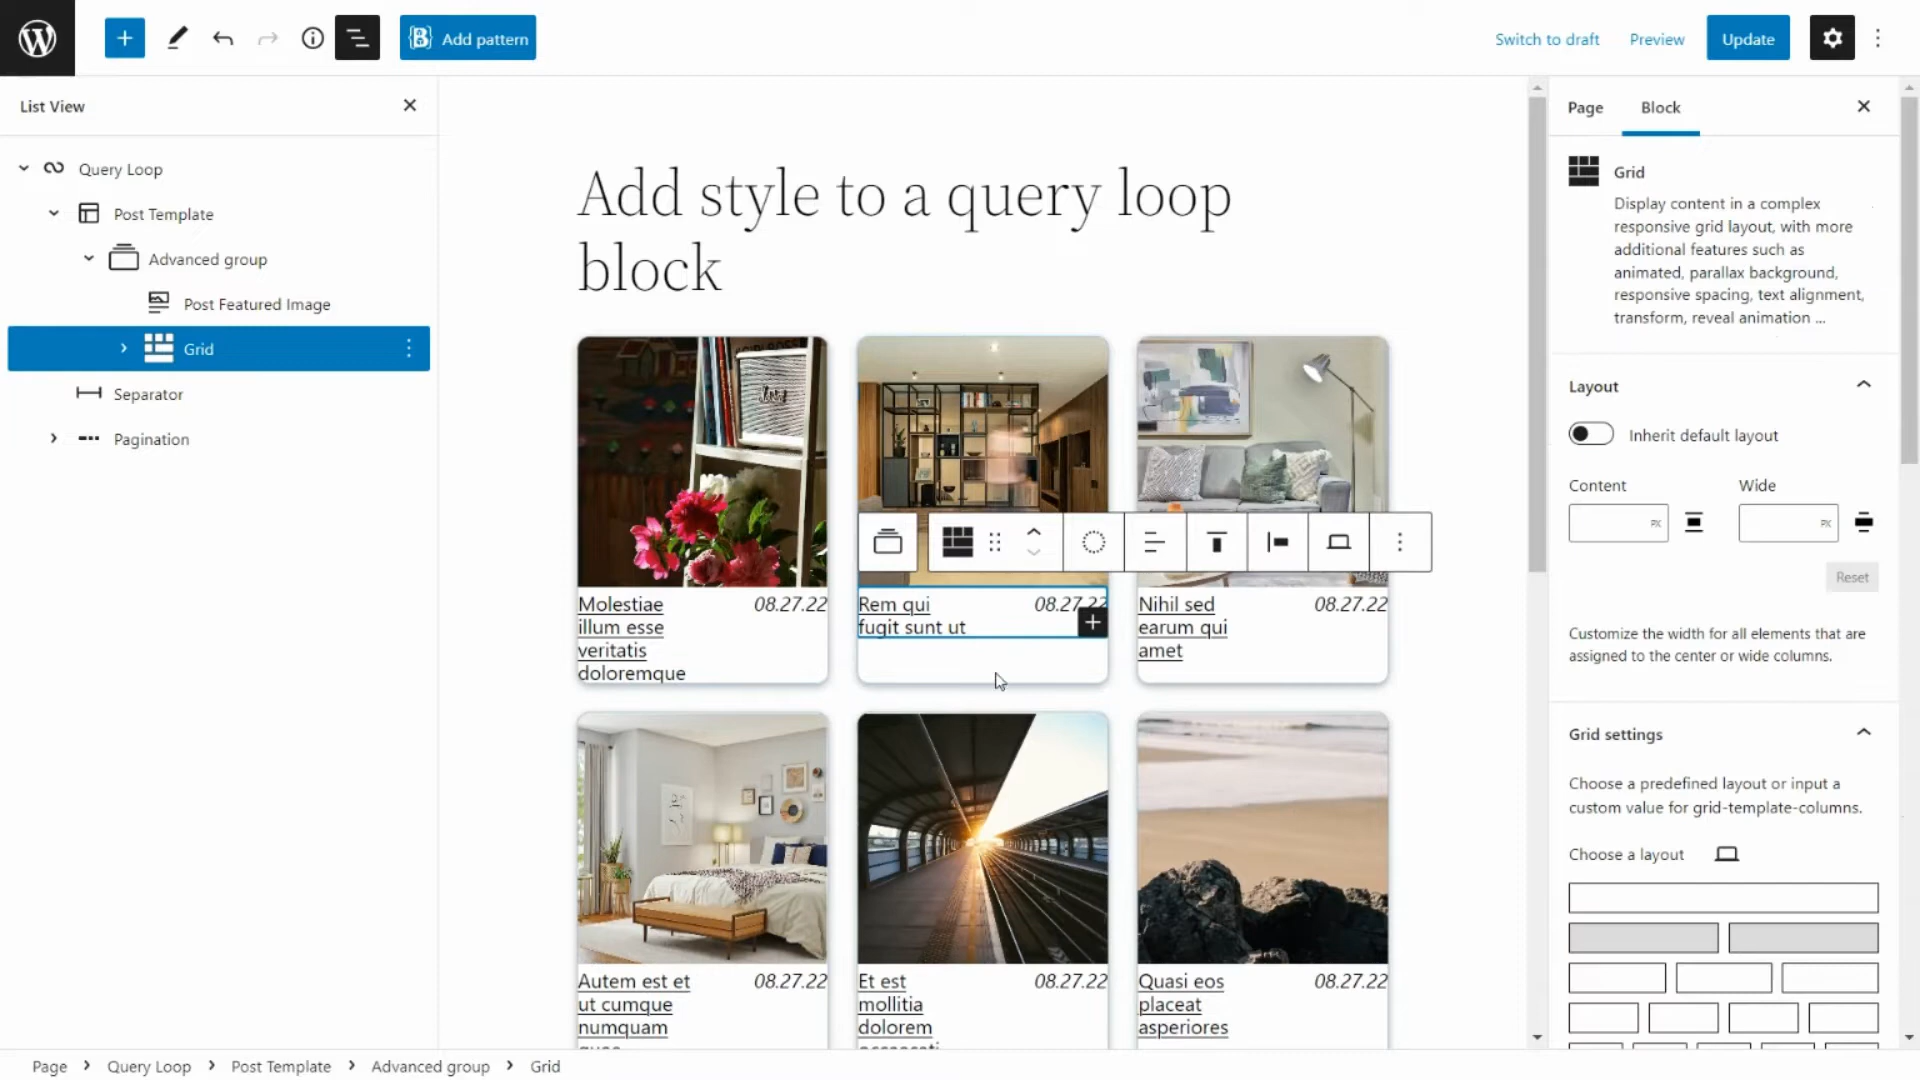 Add pattern
Switch to draft
Preview
Update
List View
Query Loop
Post Template
Advanced group
Post Featured Image
Grid
Separator
Pagination
Add style to a query loop
block
Molestiae
illum esse
veritatis
doloremque
08.27.22
Rem qui
fugit sunt ut
08.27.22
Nihil sed
earum qui
amet
08.27.22
Autem est et
ut cumque
numquam
08.27.22
Et est
mollitia
dolorem
08.27.22
Quasi eos
placeat
asperiores
08.27.22
Page
Block
Grid
Display content in a complex
responsive grid layout, with more
additional features such as
animated, parallax background,
responsive spacing, text alignment,
transform, reveal animation ...
Layout
Inherit default layout
Content
Wide
PX
PX
Reset
Customize the width for all elements that are
assigned to the center or wide columns.
Grid settings
Choose a predefined layout or input a
custom value for grid-template-columns.
Choose a layout
Page
Query Loop
Post Template
Advanced group
Grid